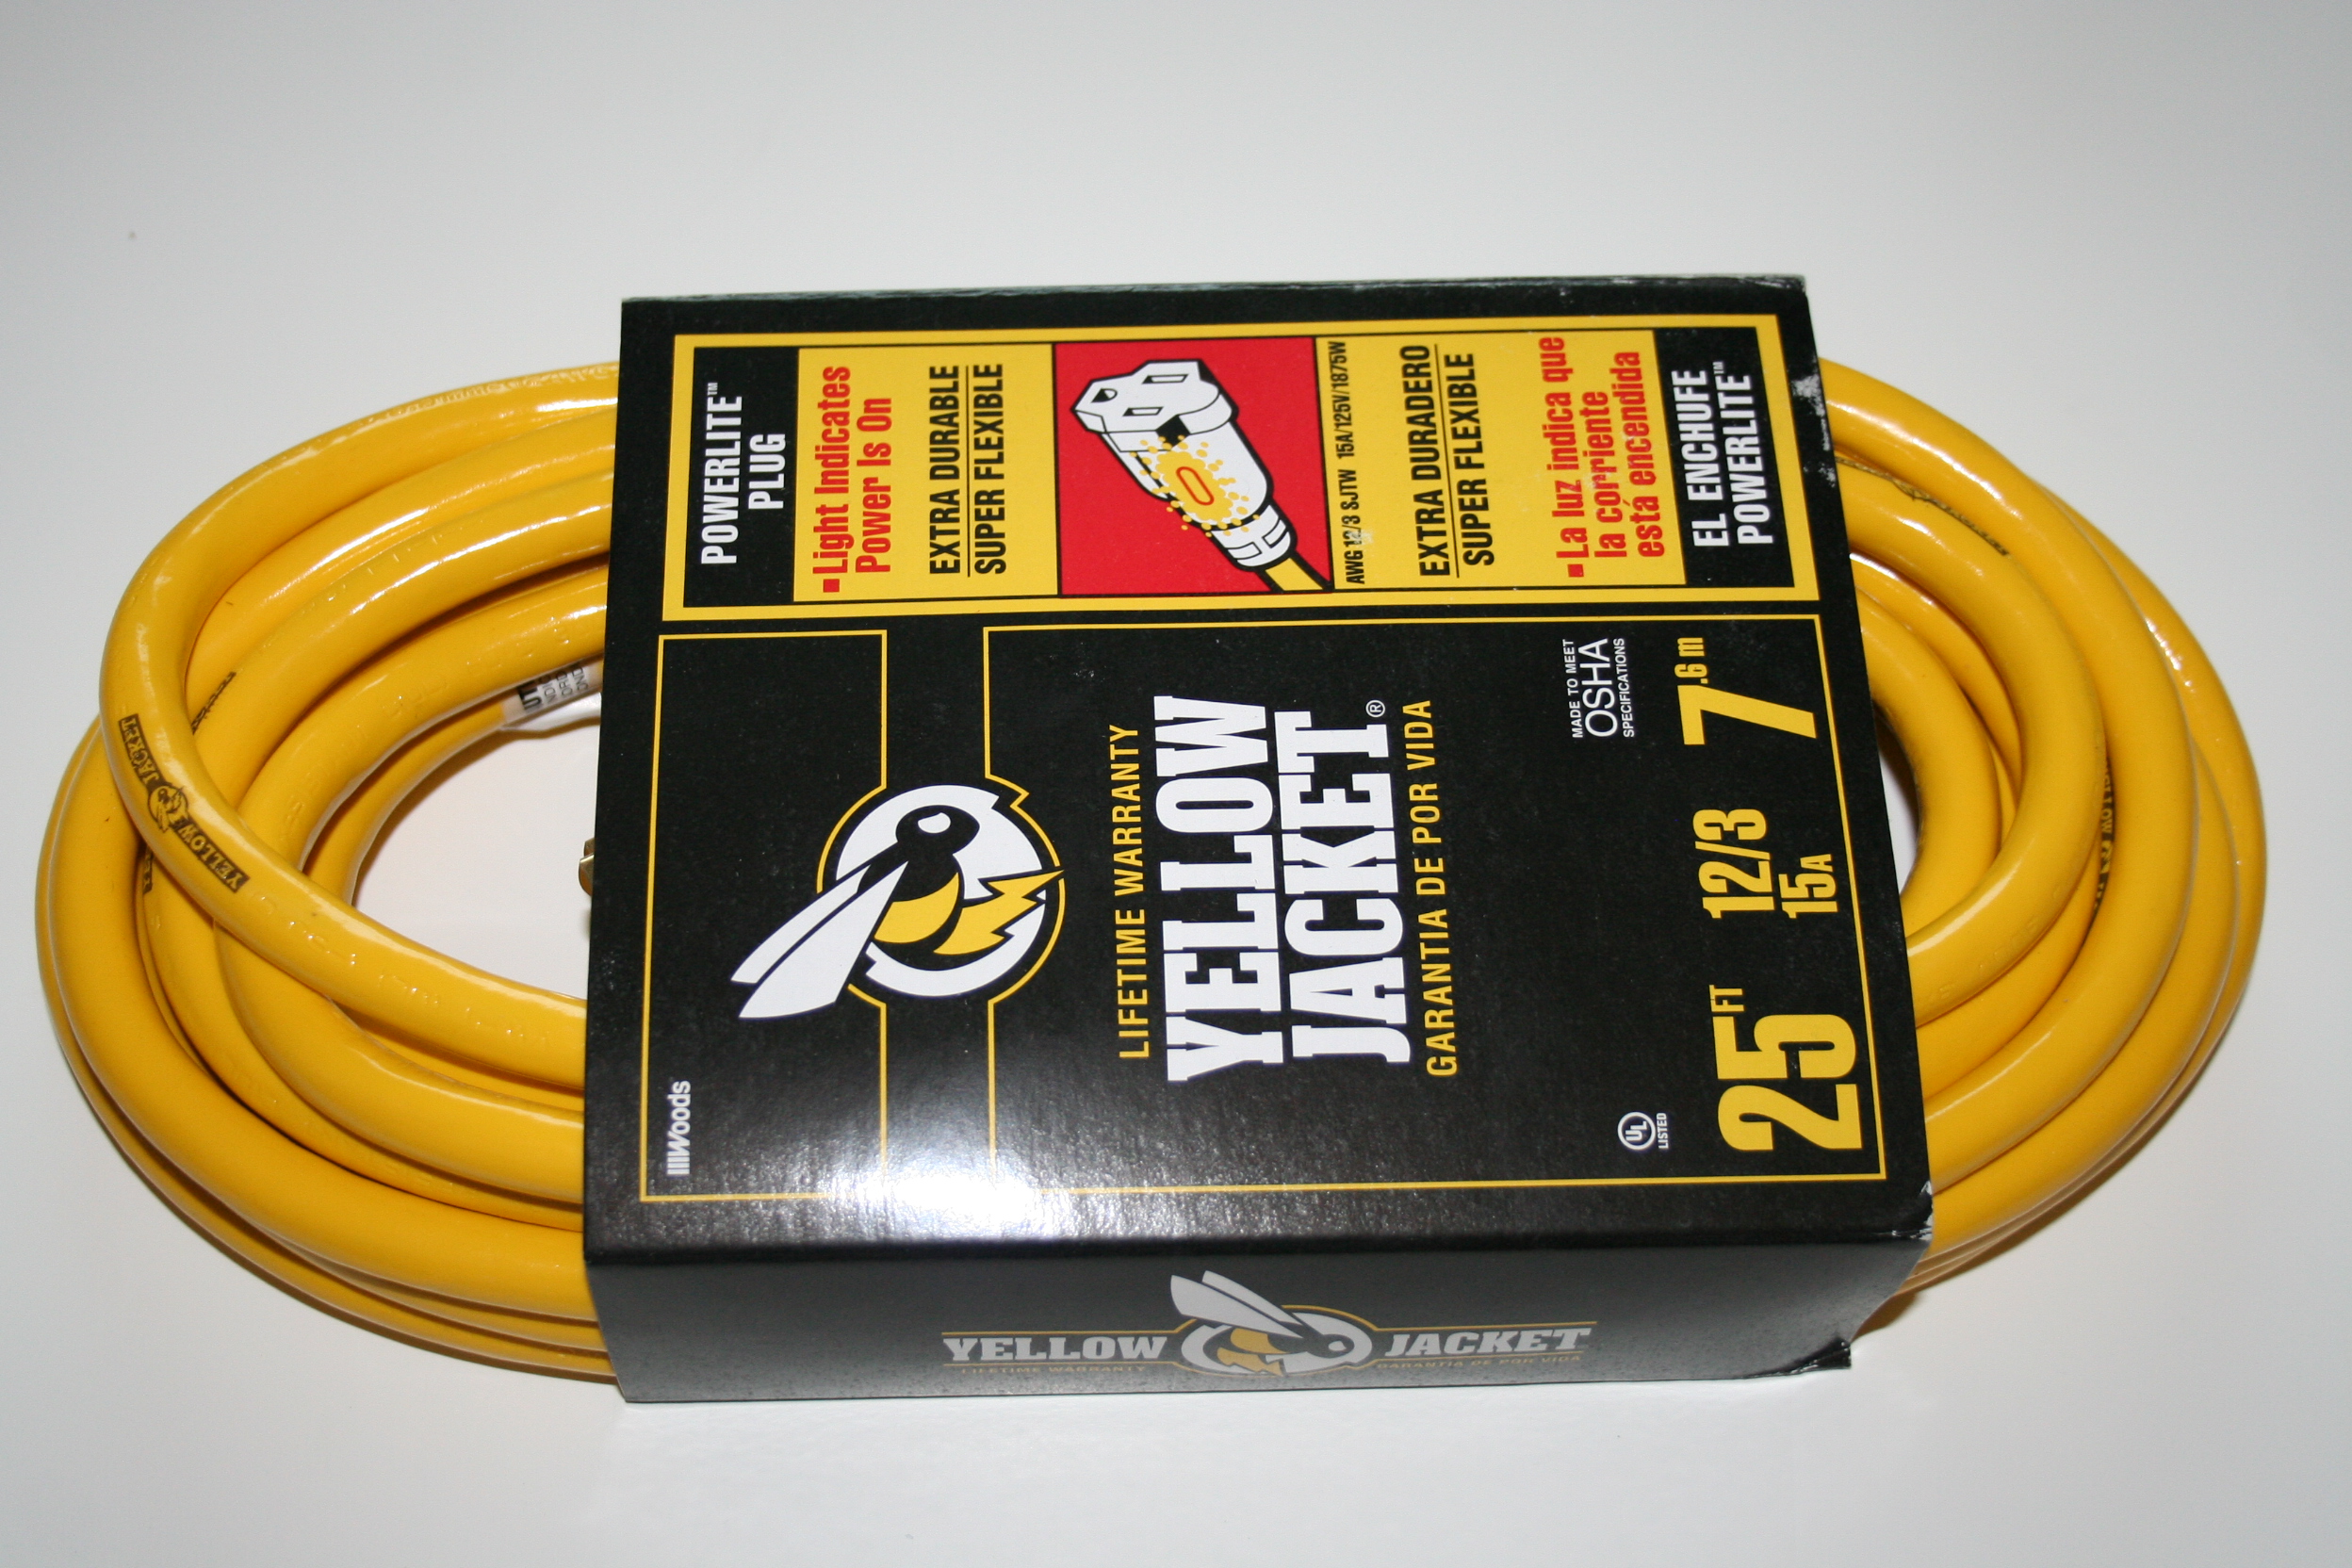 POWERLITE™
PLUG
▪Light Indicates
Power Is On
EXTRA DURABLE
SUPER FLEXIBLE
AWG 12/3 SJTW 15A/125V/1875W
EXTRA DURADERO
SUPER FLEXIBLE
▪La luz indica que
la corriente
está encendida
EL ENCHUFE
POWERLITE™
Woods
LIFETIME WARRANTY
YELLOW
JACKET®
GARANTIA DE POR VIDA
UL
LISTED
MADE TO MEET
OSHA
SPECIFICATIONS
25FT 12/3 7.6 m
15A
YELLOW JACKET
LIFETIME WARRANTY GARANTIA DE POR VIDA
YELLOW JACKET